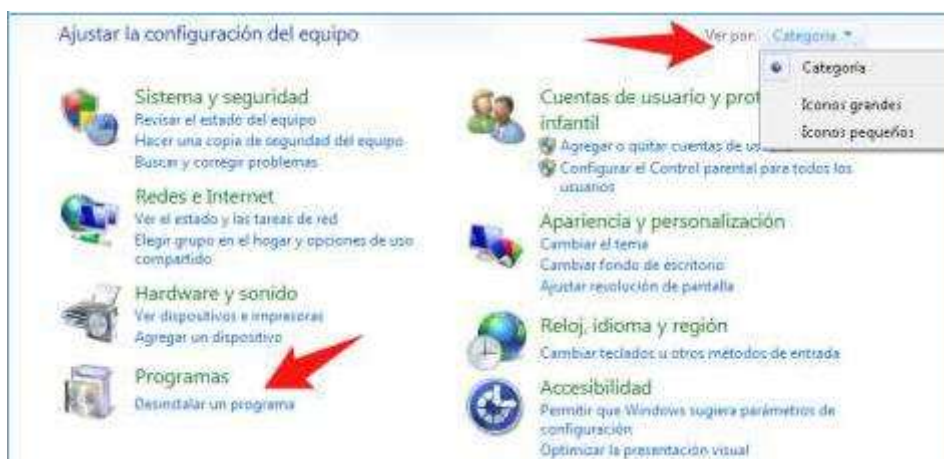 Ajustar la configuración del equipo
Ver por: Categoría
Categoría
Iconos grandes
Iconos pequeños
Sistema y seguridad
Revisar el estado del equipo
Hacer una copia de seguridad del equipo
Buscar y corregir problemas
Redes e Internet
Ver el estado y las tareas de red
Elegir grupo en el hogar y opciones de uso
compartido
Hardware y sonido
Ver dispositivos e impresoras
Agregar un dispositivo
Programas
Desinstalar un programa
Cuentas de usuario y
infantil
Agregar o quitar cuentas de
Configurar el Control parental para todos los
usuarios
Apariencia y personalización
Cambiar el tema
Cambiar fondo de escritorio
Ajustar resolución de pantalla
Reloj, idioma y región
Cambiar teclados u otros métodos de entrada
Accesibilidad
Permitir que Windows sugiera parámetros de
configuración
Optimizar la presentación visual